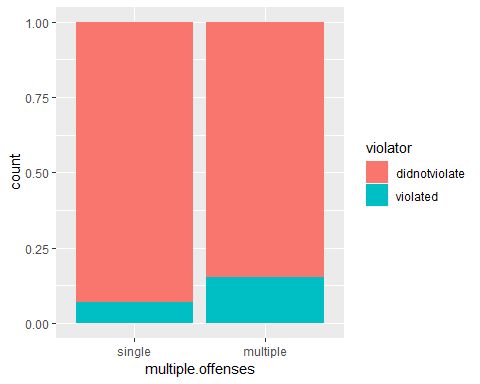 1.00
0.75
0.50
0.25
0.00
count
single multiple
multiple.offenses
violator
didnotviolate
violated